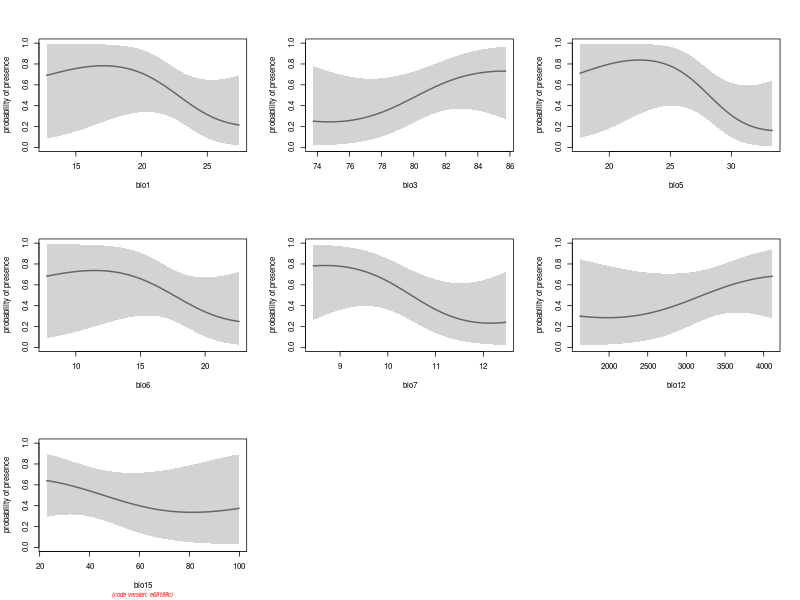 probability of presence
0.0 0.2 0.4 0.6 0.8 1.0
15 20 25
bio1
probability of presence
0.0 0.2 0.4 0.6 0.8 1.0
74 76 78 80 82 84 86
bio3
probability of presence
0.0 0.2 0.4 0.6 0.8 1.0
20 25 30
bio5
probability of presence
0.0 0.2 0.4 0.6 0.8 1.0
10 15 20
bio6
probability of presence
0.0 0.2 0.4 0.6 0.8 1.0
9 10 11 12
bio7
probability of presence
0.0 0.2 0.4 0.6 0.8 1.0
2000 2500 3000 3500 4000
bio12
probability of presence
0.0 0.2 0.4 0.6 0.8 1.0
20 40 60 80 100
bio15
(code version: e69199c)